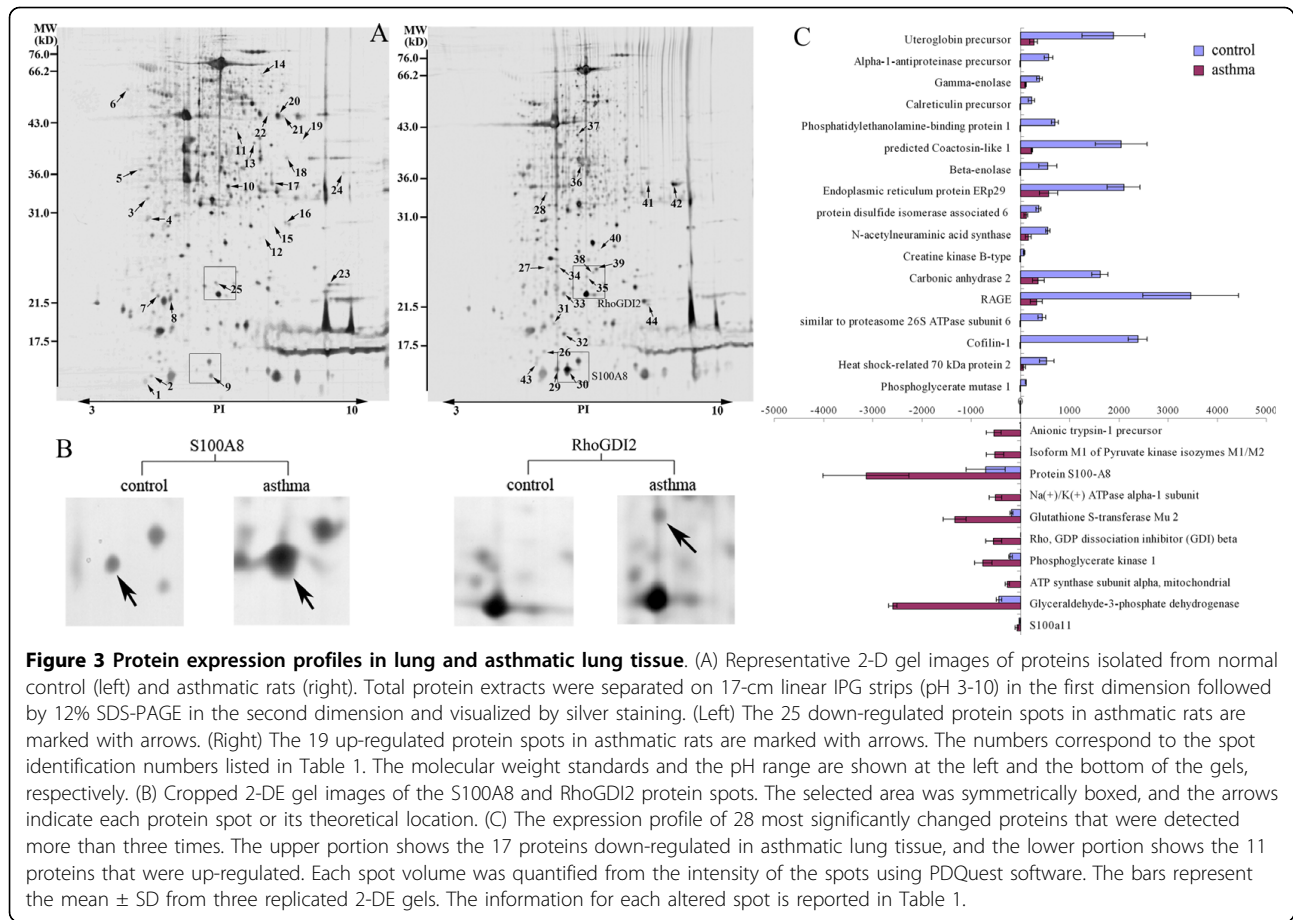 A
MW
(kD)
76.0
66.2
43.0
36.0
31.0
21.5
17.5
14
6
20
22
21
19
11
13
18
5
10
17
24
3
4
16
15
12
23
25
7
8
9
2
1
3
PI
10
MW
(kD)
76.0
66.2
43.0
36.0
31.0
21.5
17.5
37
36
28
41
42
40
38
39
27
34
35
RhoGDI2
33
31
44
32
26
43
29
30
S100A8
3
PI
10
B
S100A8
control
asthma
RhoGDI2
control
asthma
C
control
asthma
Uteroglobin precursor
Alpha-1-antiproteinase precursor
Gamma-enolase
Calreticulin precursor
Phosphatidylethanolamine-binding protein 1
predicted Coactosin-like 1
Beta-enolase
Endoplasmic reticulum protein ERp29
protein disulfide isomerase associated 6
N-acetylneuraminic acid synthase
Creatine kinase B-type
Carbonic anhydrase 2
RAGE
similar to proteasome 26S ATPase subunit 6
Cofilin-1
Heat shock-related 70 kDa protein 2
Phosphoglycerate mutase 1
-5000 -4000 -3000 -2000 -1000 0 1000 2000 3000 4000 5000
Anionic trypsin-1 precursor
Isoform M1 of Pyruvate kinase isozymes M1/M2
Protein S100-A8
Na(+)/K(+) ATPase alpha-1 subunit
Glutathione S-transferase Mu 2
Rho, GDP dissociation inhibitor (GDI) beta
Phosphoglycerate kinase 1
ATP synthase subunit alpha, mitochondrial
Glyceraldehyde-3-phosphate dehydrogenase
S100a11
Figure 3 Protein expression profiles in lung and asthmatic lung tissue. (A) Representative 2-D gel images of proteins isolated from normal
control (left) and asthmatic rats (right). Total protein extracts were separated on 17-cm linear IPG strips (pH 3-10) in the first dimension followed
by 12% SDS-PAGE in the second dimension and visualized by silver staining. (Left) The 25 down-regulated protein spots in asthmatic rats are
marked with arrows. (Right) The 19 up-regulated protein spots in asthmatic rats are marked with arrows. The numbers correspond to the spot
identification numbers listed in Table 1. The molecular weight standards and the pH range are shown at the left and the bottom of the gels,
respectively. (B) Cropped 2-DE gel images of the S100A8 and RhoGDI2 protein spots. The selected area was symmetrically boxed, and the arrows
indicate each protein spot or its theoretical location. (C) The expression profile of 28 most significantly changed proteins that were detected
more than three times. The upper portion shows the 17 proteins down-regulated in asthmatic lung tissue, and the lower portion shows the 11
proteins that were up-regulated. Each spot volume was quantified from the intensity of the spots using PDQuest software. The bars represent
the mean ± SD from three replicated 2-DE gels. The information for each altered spot is reported in Table 1.